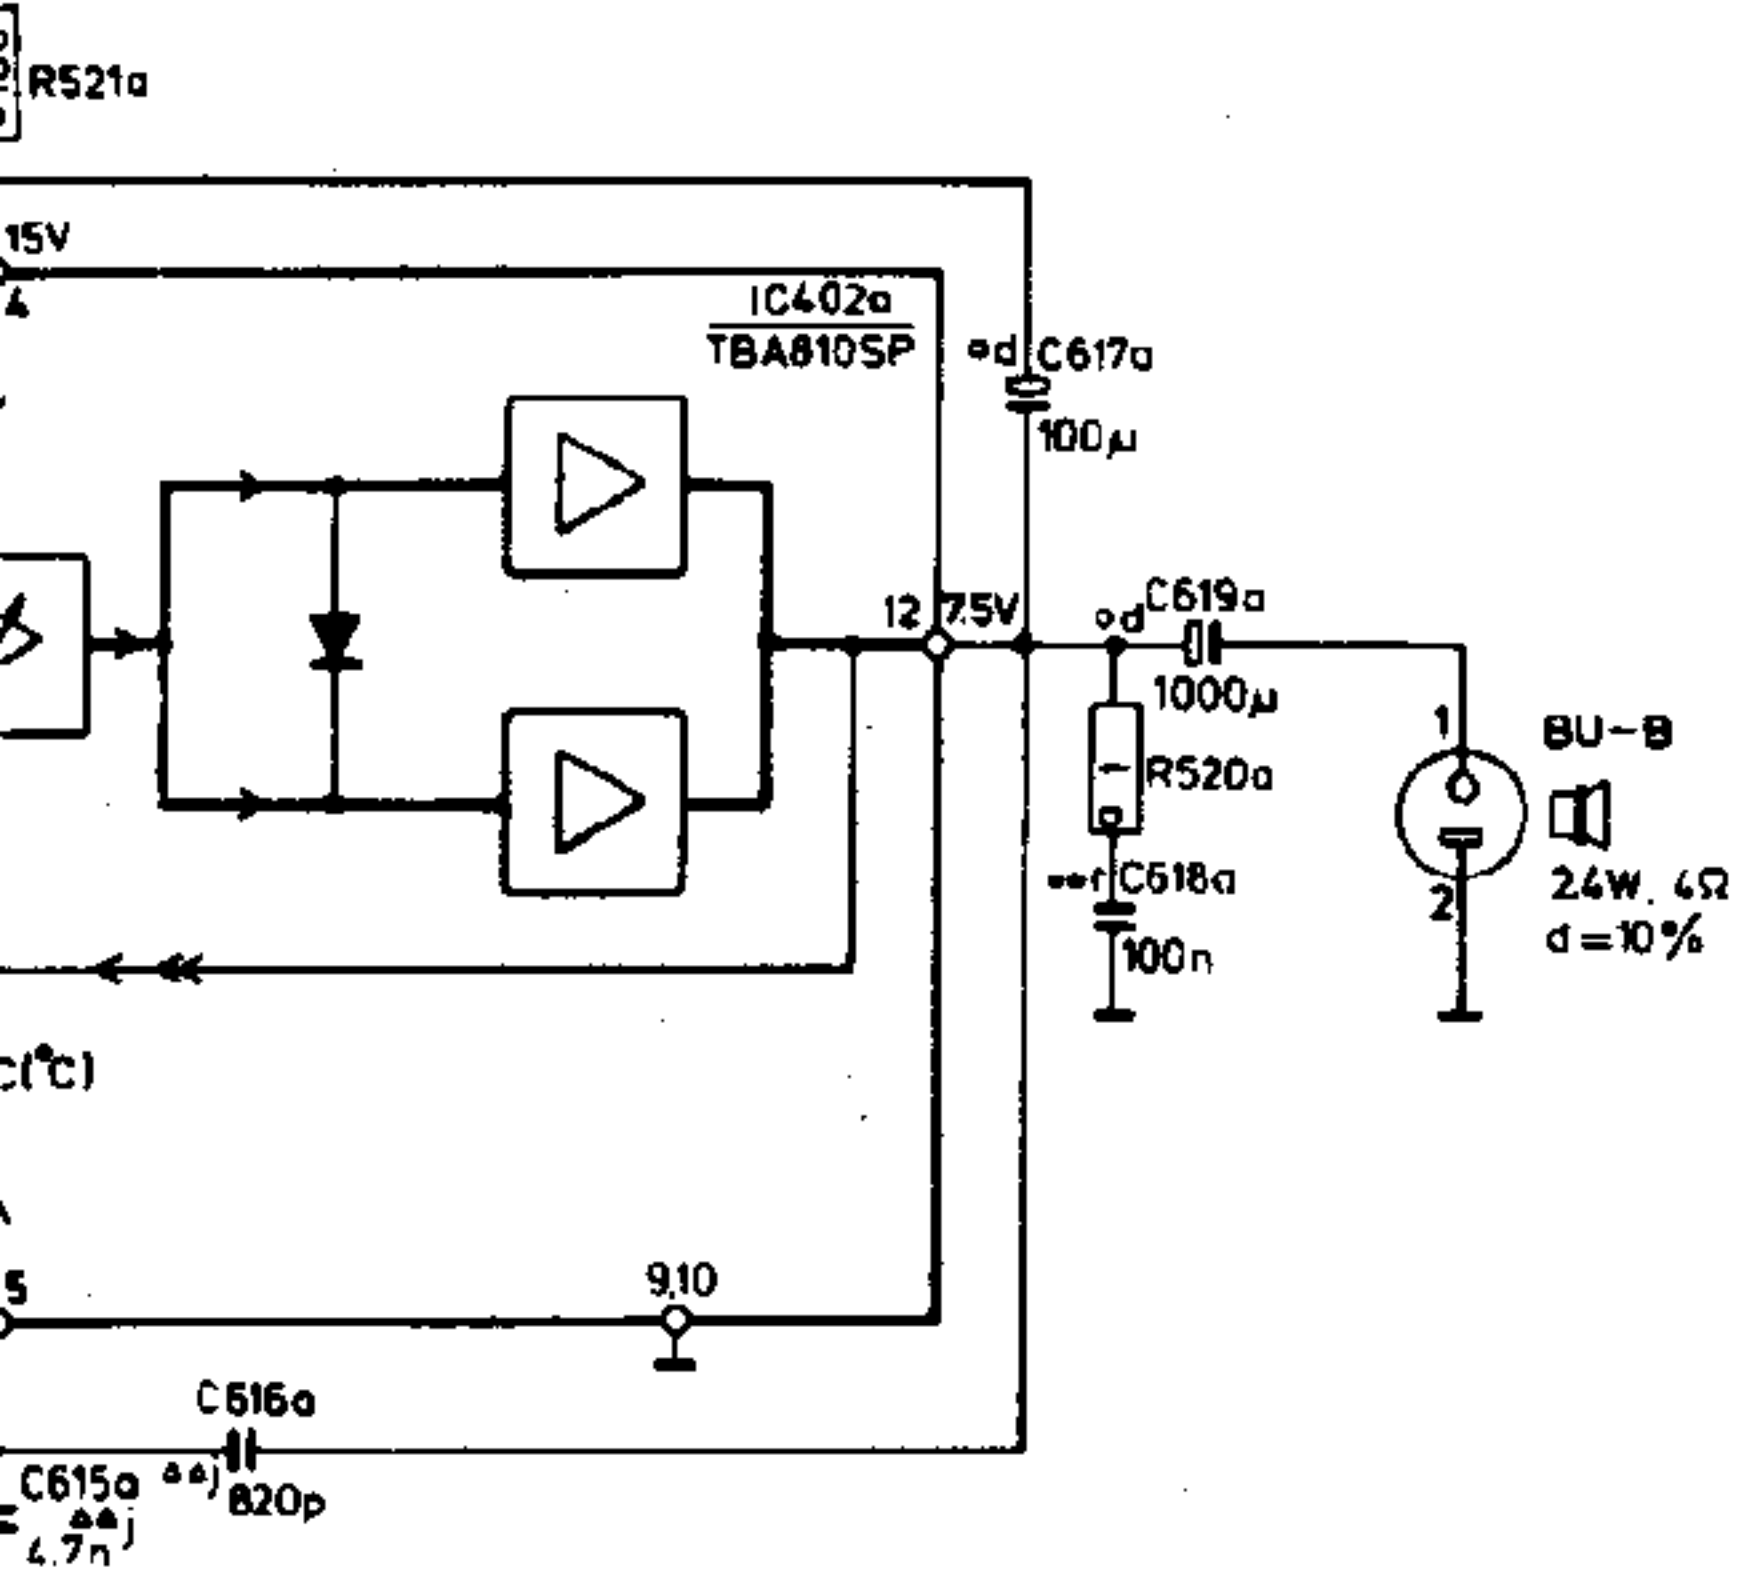 R521a
15V
4
IC402a
TBA810SP
d
C617a
100µ
12
7.5V
d
C619a
1000µ
1
BU-B
R520a
C618a
100n
2
2.4W. 4Ω
d=10%
C(°C)
5
9,10
C616a
j
820p
C615a
j
4.7n